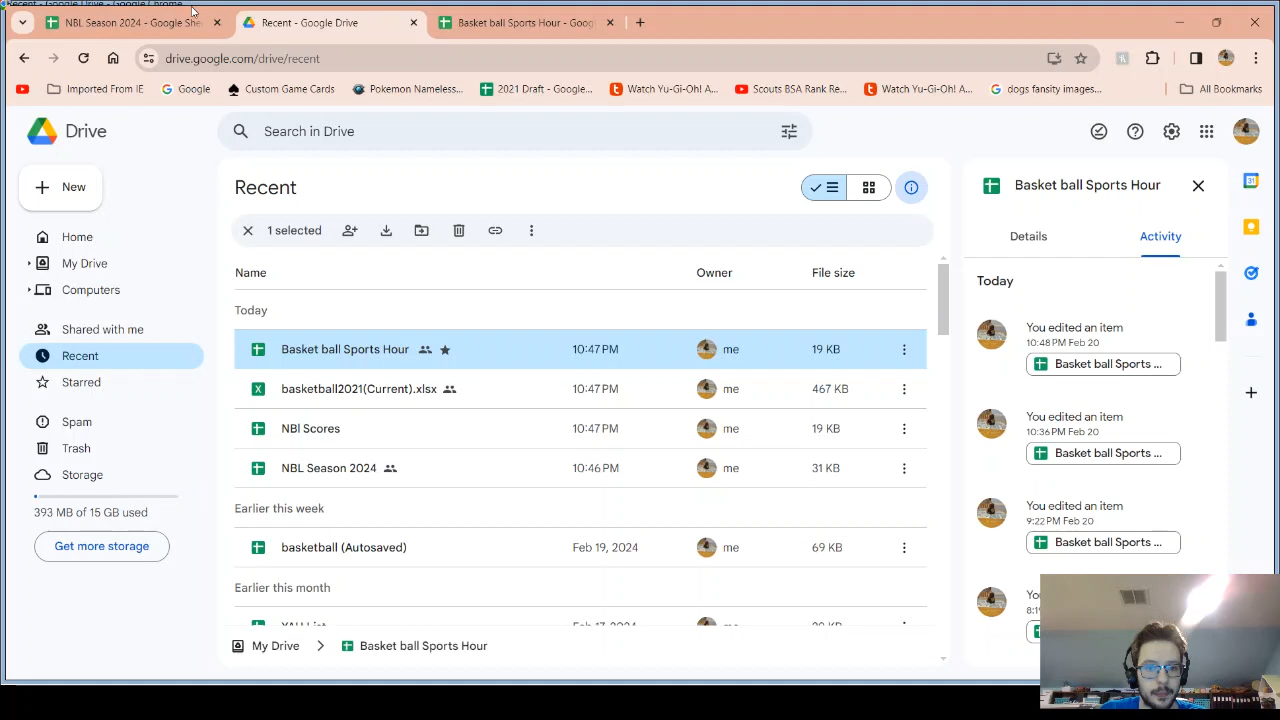 Recent - Google Drive - Google Chrome
NBL Season 2024 - Google She
Recent - Google Drive
Basket ball Sports Hour - Goog
drive.google.com/drive/recent
Imported From IE
Google
Custom Game Cards
Pokemon Nameless...
2021 Draft - Google...
Watch Yu-Gi-Oh! A...
Scouts BSA Rank Re...
Watch Yu-Gi-Oh! A...
dogs fansity images...
All Bookmarks
Drive
Search in Drive
New
Home
My Drive
Computers
Shared with me
Recent
Starred
Spam
Trash
Storage
393 MB of 15 GB used
Get more storage
Recent
1 selected
Name Owner File size
Today
Basket ball Sports Hour 10:47 PM me 19 KB
basketball2021(Current).xlsx 10:47 PM me 467 KB
NBl Scores 10:47 PM me 19 KB
NBL Season 2024 10:46 PM me 31 KB
Earlier this week
basketball (Autosaved) Feb 19, 2024 me 69 KB
Earlier this month
My Drive > Basket ball Sports Hour
Basket ball Sports Hour
Details Activity
Today
You edited an item
10:48 PM Feb 20
Basket ball Sports ...
You edited an item
10:36 PM Feb 20
Basket ball Sports ...
You edited an item
9:22 PM Feb 20
Basket ball Sports ...
31